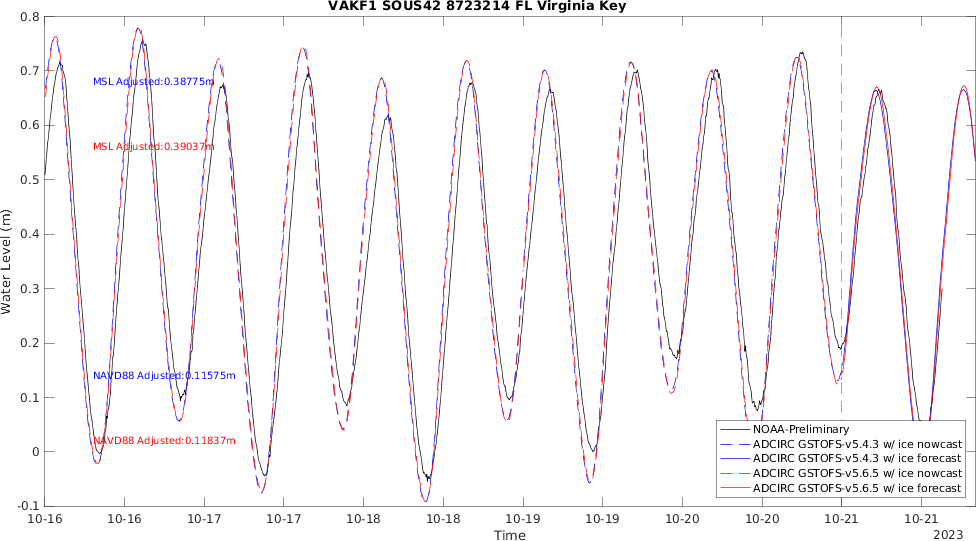 VAKF1 SOUS42 8723214 FL Virginia Key
0.8
0.7
0.6
0.5
0.4
0.3
0.2
0.1
0
-0.1
Water Level (m)
MSL Adjusted:0.38775m
MSL Adjusted:0.39037m
NAVD88 Adjusted:0.11575m
NAVD88 Adjusted:0.11837m
NOAA-Preliminary
ADCIRC GSTOFS-v5.4.3 w/ ice nowcast
ADCIRC GSTOFS-v5.4.3 w/ ice forecast
ADCIRC GSTOFS-v5.6.5 w/ ice nowcast
ADCIRC GSTOFS-v5.6.5 w/ ice forecast
10-16 10-16 10-17 10-17 10-18 10-18 10-19 10-19 10-20 10-20 10-21 10-21
Time
2023